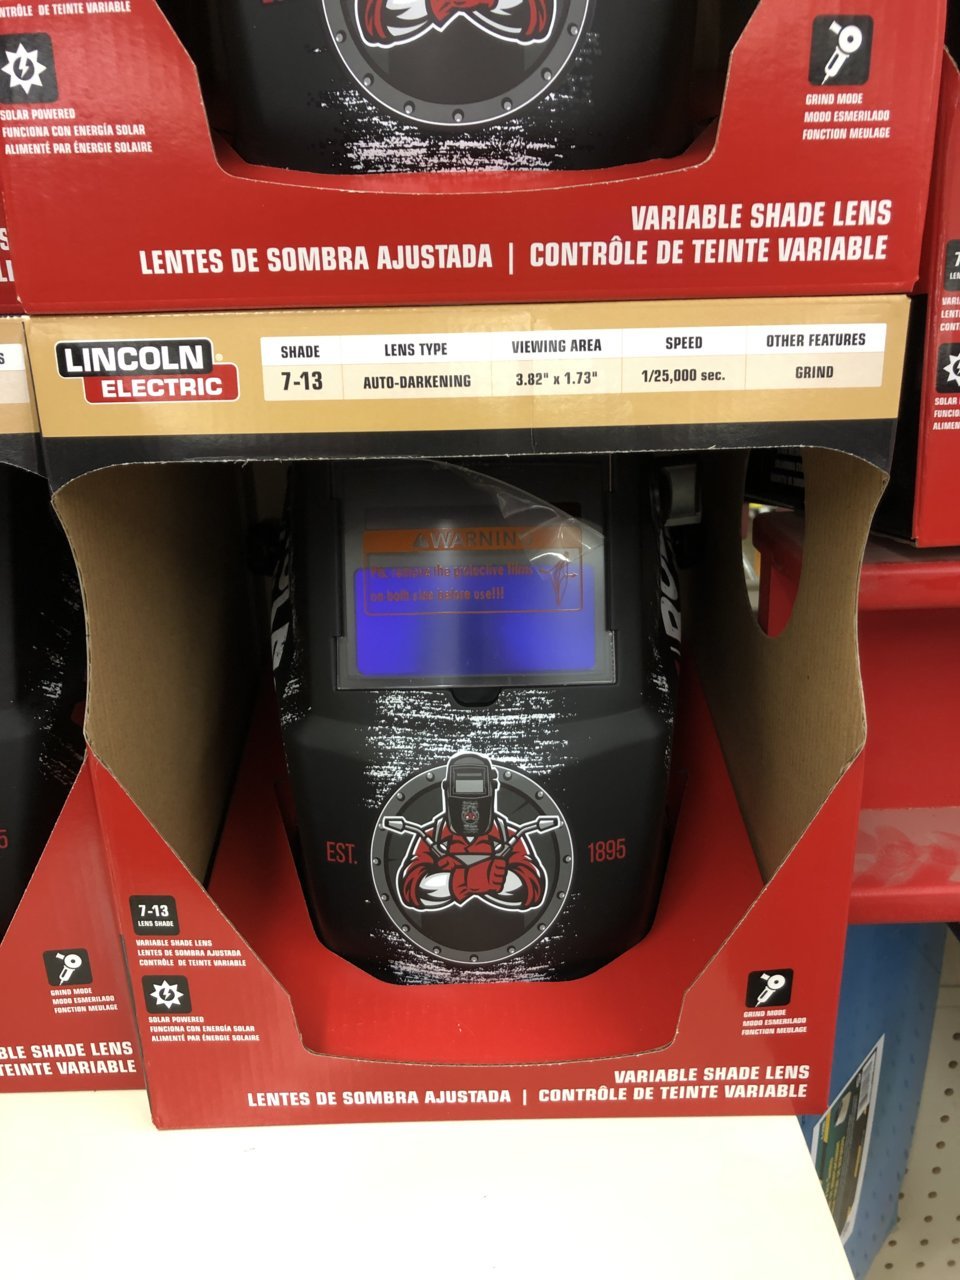 TRÔLE DE TEINTE VARIABLE
SOLAR POWERED
FUNCIONA CON ENERGÍA SOLAR
ALIMENTÉ PAR ÉNERGIE SOLAIRE
GRIND MODE
MODO ESMERILADO
FONCTION MEULAGE
VARIABLE SHADE LENS
LENTES DE SOMBRA AJUSTADA | CONTRÔLE DE TEINTE VARIABLE
LINCOLN
ELECTRIC
SHADE LENS TYPE VIEWING AREA SPEED OTHER FEATURES
7-13 AUTO-DARKENING 3.82" x 1.73" 1/25,000 sec. GRIND
WARNING
remove the protective films
on both side before use!!!
EST. 1895
7-13
LENS SHADE
VARIABLE SHADE LENS
LENTES DE SOMBRA AJUSTADA
CONTRÔLE DE TEINTE VARIABLE
SOLAR POWERED
FUNCIONA CON ENERGÍA SOLAR
ALIMENTÉ PAR ÉNERGIE SOLAIRE
GRIND MODE
MODO ESMERILADO
FONCTION MEULAGE
VARIABLE SHADE LENS
LENTES DE SOMBRA AJUSTADA | CONTRÔLE DE TEINTE VARIABLE
GRIND MODE
MODO ESMERILADO
FONCTION MEULAGE
BLE SHADE LENS
TEINTE VARIABLE